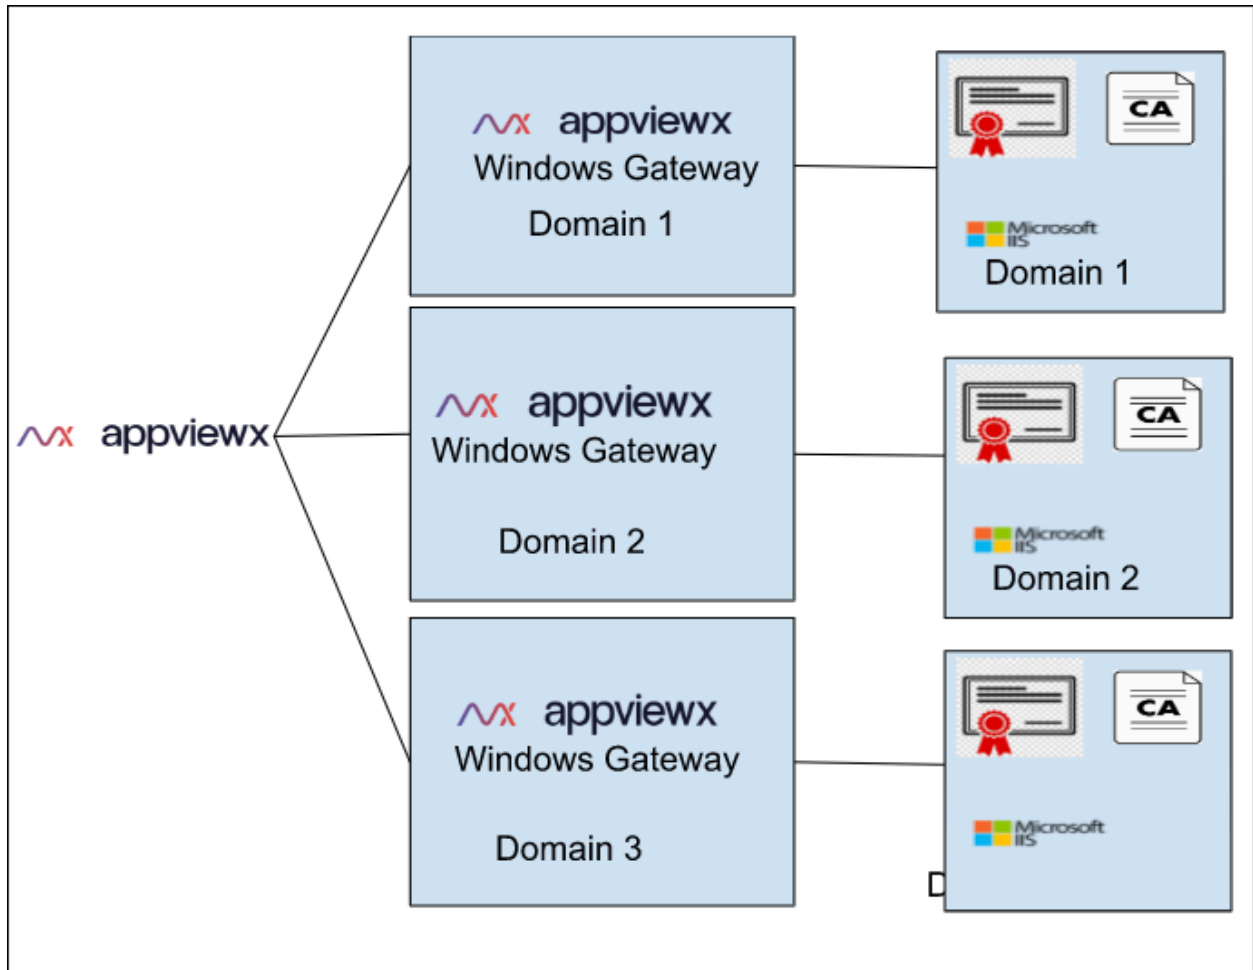 appviewx
Windows Gateway
Domain 1
CA
Microsoft
IIS
Domain 1
appviewx
appviewx
Windows Gateway
Domain 2
CA
Microsoft
IIS
Domain 2
appviewx
Windows Gateway
Domain 3
CA
Microsoft
IIS
D